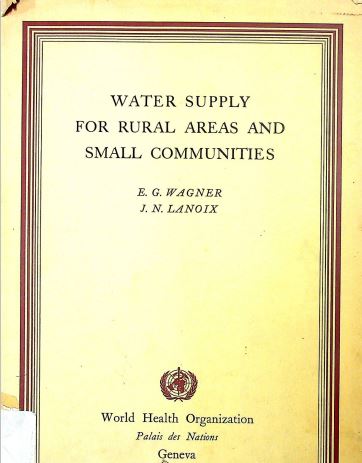 WATER SUPPLY
FOR RURAL AREAS AND
SMALL COMMUNITIES
E. G. WAGNER
J. N. LANOIX
World Health Organization
Palais des Nations
Geneva